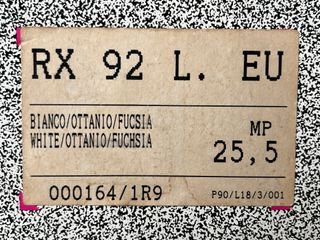 RX 92 L. EU
BIANCO/OTTANIO/FUCSIA
WHITE/OTTANIO/FUCHSIA
MP
25,5
000164/1R9
P90/L18/3/001